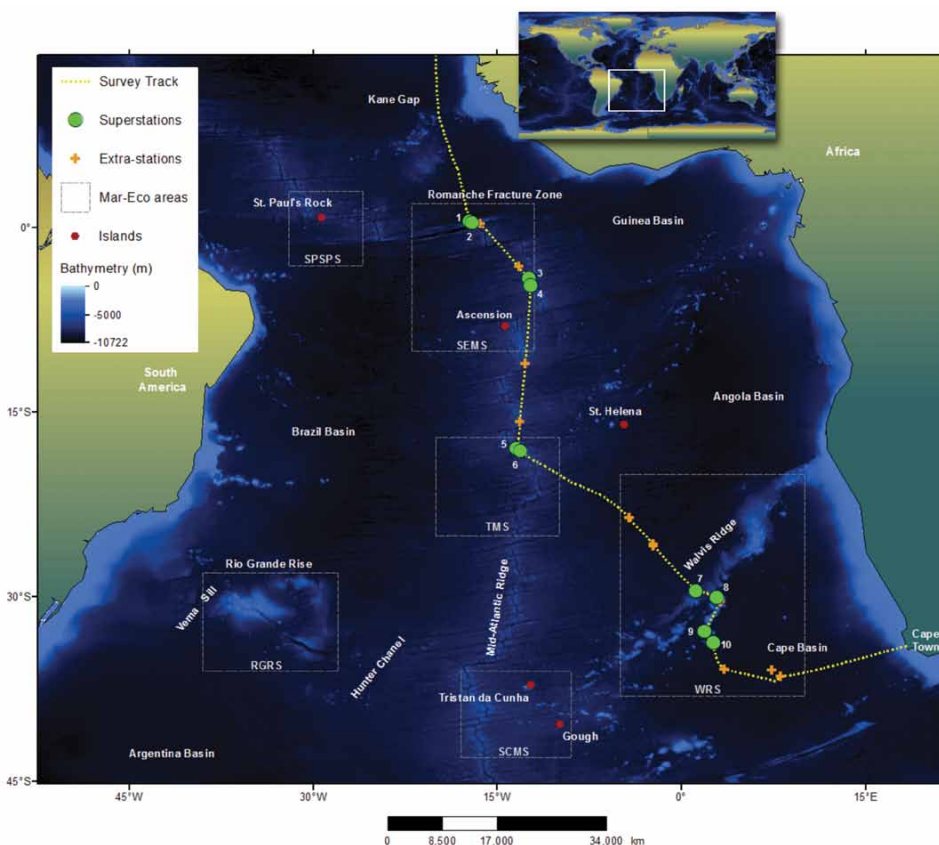 Survey Track
Superstations
Extra-stations
Mar-Eco areas
Islands
Bathymetry (m)
0
-5000
-10722
Kane Gap
Africa
St. Paul's Rock
SPSPS
Romanche Fracture Zone
1
2
Guinea Basin
3
4
Ascension
SEMS
South
America
Brazil Basin
St. Helena
Angola Basin
5
6
TMS
Walvis Ridge
Rio Grande Rise
Vema Sill
RGRS
Mid-Atlantic Ridge
Hunter Chanel
7
8
9
10
Cape Basin
Cape
Town
WRS
Tristan da Cunha
Gough
SCMS
Argentina Basin
0°
15°S
30°S
45°S
45°W
30°W
15°W
0°
15°E
0
8.500
17.000
34.000
km